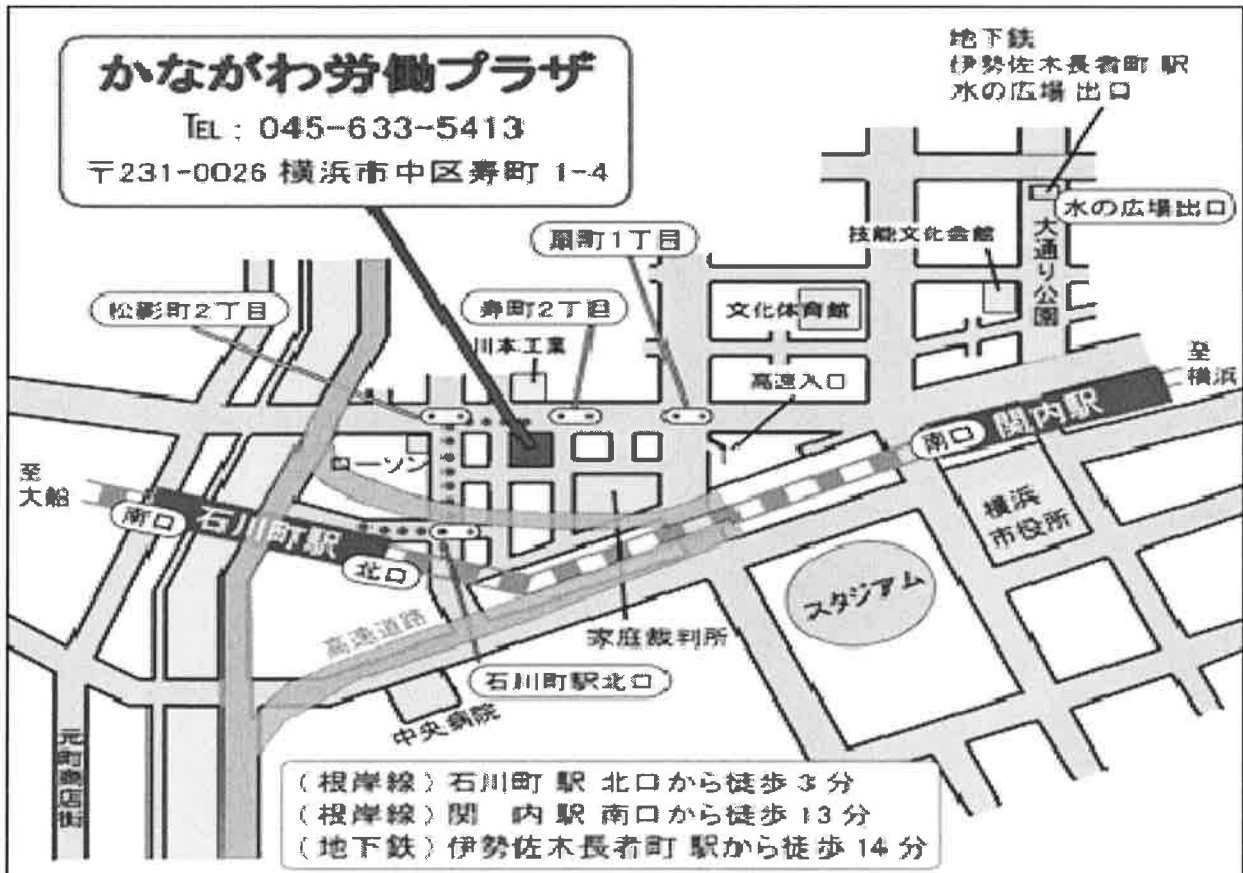 かながわ労働プラザ
TEL: 045-633-5413
〒231-0026 横浜市中区寿町 1-4
地下鉄
伊勢佐木長者町 駅
水の広場 出口
水の広場出口
扇町1丁目
技能文化会館
大通り公園
松影町2丁目
寿町2丁目
文化体育館
川本工業
高速入口
至
横浜
関内駅
南口
ローソン
至
大船
南口
石川町駅
北口
横浜
市役所
スタジアム
高速道路
家庭裁判所
石川町駅北口
中央病院
元町商店街
(根岸線) 石川町 駅 北口から徒歩 3 分
(根岸線) 関 内 駅 南口から徒歩 13 分
(地下鉄) 伊勢佐木長者町 駅から徒歩 14 分